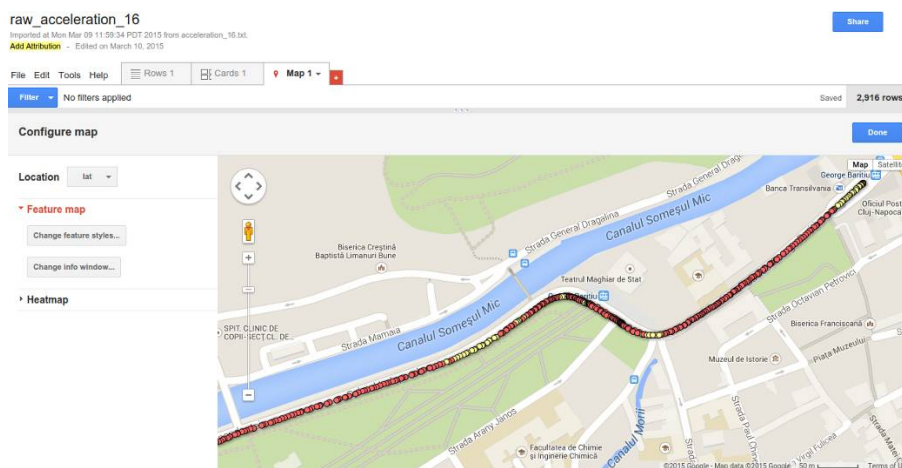 raw_acceleration_16
Share
Imported at Mon Mar 09 11:59:34 PDT 2015 from acceleration_16.txt.
Add Attribution - Edited on March 10, 2015
File Edit Tools Help
Rows 1
Cards 1
Map 1
Filter
No filters applied
Saved
2,916 rows
Configure map
Done
Location
lat
Feature map
Change feature styles...
Change info window...
Heatmap
Map
Satellite
George Baritiu
Banca Transilvania
Oficiul Post
Cluj-Napoca
Strada General Dragalina
Canalul Someșul Mic
Strada General Dragalina
Biserica Creștină
Baptistă Limanuri Bune
Teatrul Maghiar de Stat
Strada Octavian Petrovici
Biserica Franciscană
SPIT. CLINIC DE
COPII-SECȚ.CL. DE...
Strada Mamaia
Canalul Someșul Mic
Piața Muzeului
Muzeul de Istorie
Strada Arany János
Canalul Morii
Facultatea de Chimie
și Inginerie Chimică
Virgil Fulicea
©2015 Google - Map data ©2015 Google
50 m
Terms of